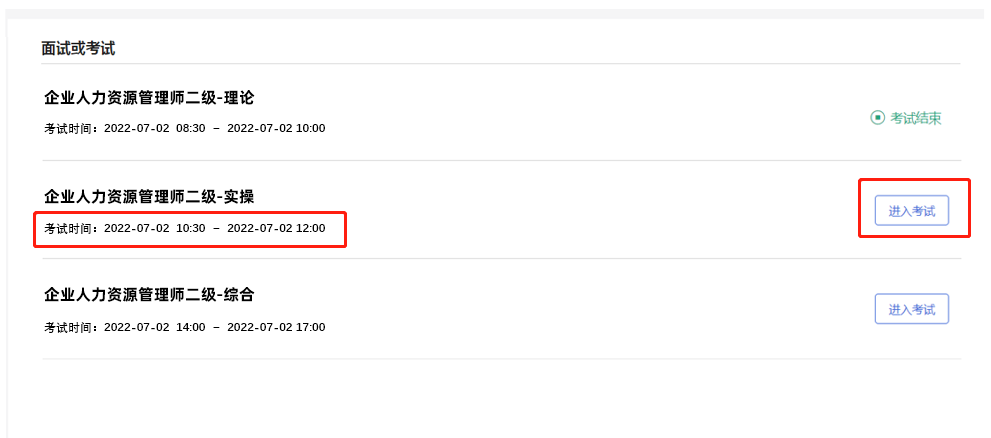 面试或考试
企业人力资源管理师二级-理论
考试时间：2022-07-02 08:30 － 2022-07-02 10:00
考试结束
企业人力资源管理师二级-实操
考试时间：2022-07-02 10:30 － 2022-07-02 12:00
进入考试
企业人力资源管理师二级-综合
考试时间：2022-07-02 14:00 － 2022-07-02 17:00
进入考试